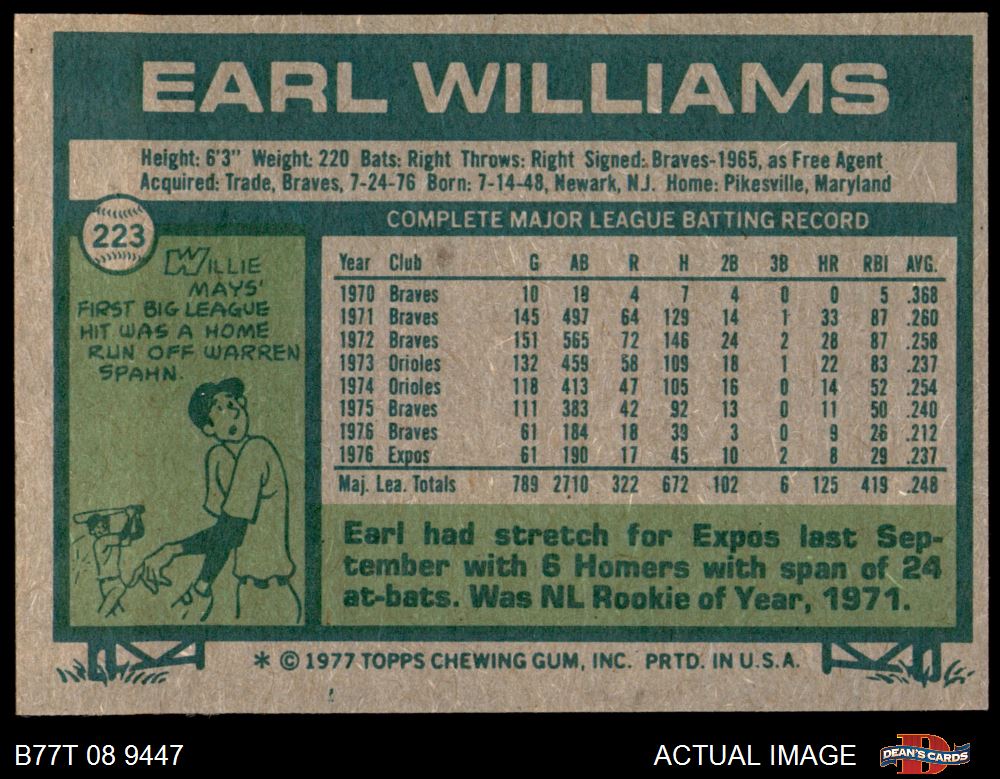 EARL WILLIAMS
Height: 6'3" Weight: 220 Bats: Right Throws: Right Signed: Braves-1965, as Free Agent
Acquired: Trade, Braves, 7-24-76 Born: 7-14-48, Newark, N.J. Home: Pikesville, Maryland
223
WILLIE
MAYS'
FIRST BIG LEAGUE
HIT WAS A HOME
RUN OFF WARREN
SPAHN.
COMPLETE MAJOR LEAGUE BATTING RECORD
Year Club G AB R H 2B 3B HR RBI AVG.
1970 Braves 10 19 4 7 4 0 0 5 .368
1971 Braves 145 497 64 129 14 1 33 87 .260
1972 Braves 151 565 72 146 24 2 28 87 .258
1973 Orioles 132 459 58 109 18 1 22 83 .237
1974 Orioles 118 413 47 105 16 0 14 52 .254
1975 Braves 111 383 42 92 13 0 11 50 .240
1976 Braves 61 184 18 39 3 0 9 26 .212
1976 Expos 61 190 17 45 10 2 8 29 .237
Maj. Lea. Totals 789 2710 322 672 102 6 125 419 .248
Earl had stretch for Expos last Sep-
tember with 6 Homers with span of 24
at-bats. Was NL Rookie of Year, 1971.
* © 1977 TOPPS CHEWING GUM, INC. PRTD. IN U.S.A.
B77T 08 9447
ACTUAL IMAGE
DEAN'S CARDS